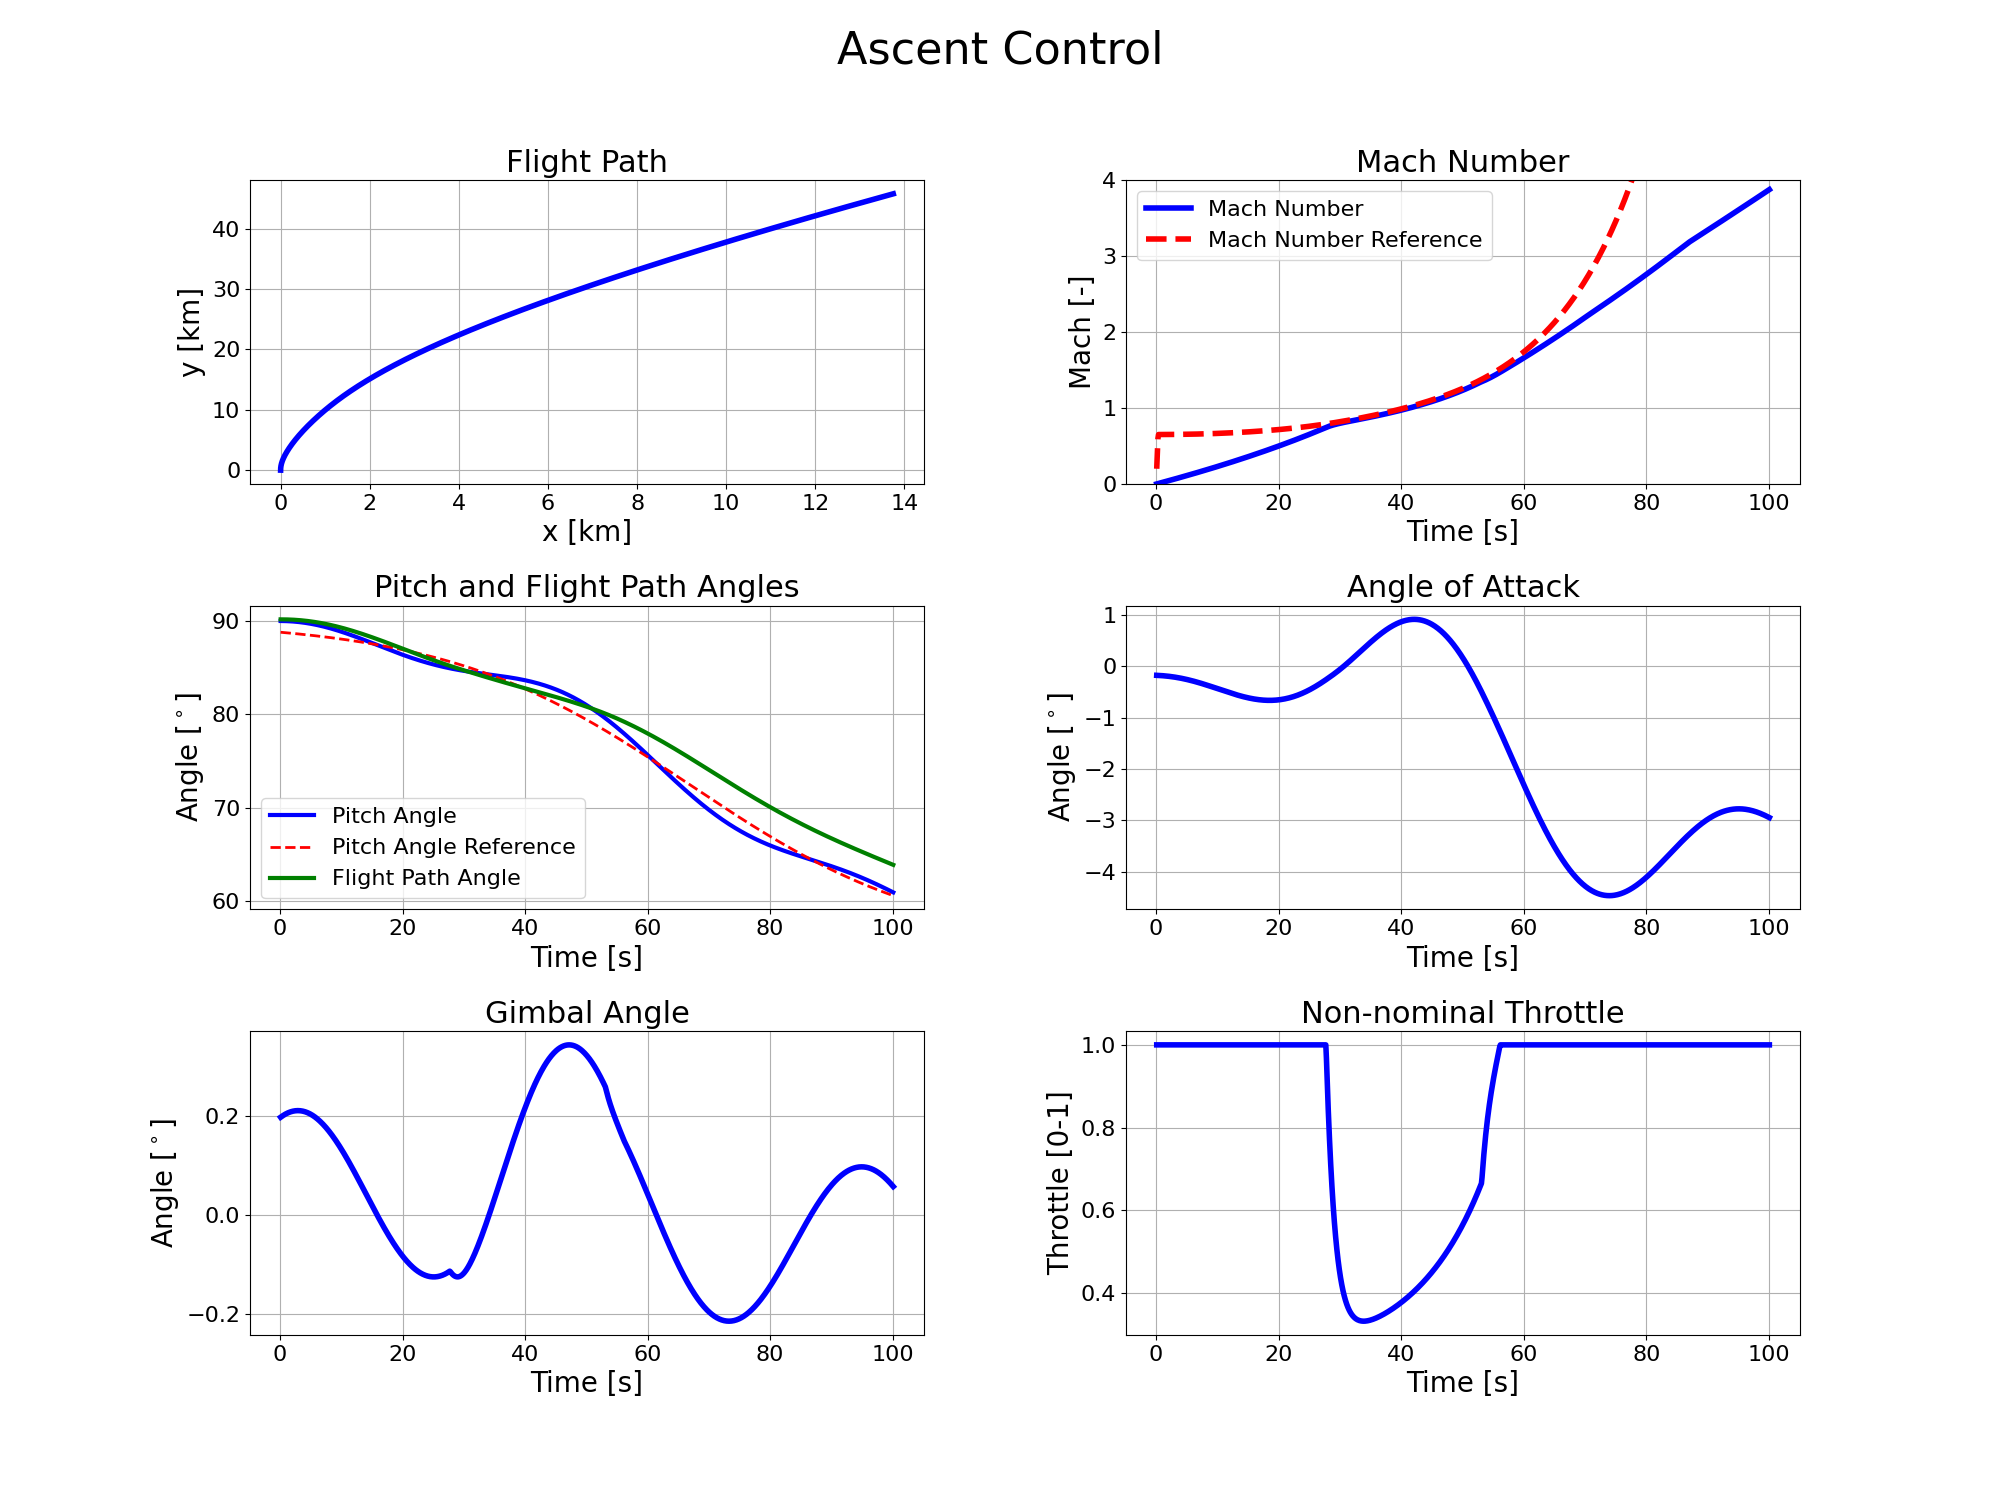 Ascent Control
Flight Path
y [km]
40
30
20
10
0
0 2 4 6 8 10 12 14
x [km]
Mach Number
Mach [-]
4
3
2
1
0
Mach Number
Mach Number Reference
0 20 40 60 80 100
Time [s]
Pitch and Flight Path Angles
Angle [°]
90
80
70
60
Pitch Angle
Pitch Angle Reference
Flight Path Angle
0 20 40 60 80 100
Time [s]
Angle of Attack
Angle [°]
1
0
−1
−2
−3
−4
0 20 40 60 80 100
Time [s]
Gimbal Angle
Angle [°]
0.2
0.0
−0.2
0 20 40 60 80 100
Time [s]
Non-nominal Throttle
Throttle [0-1]
1.0
0.8
0.6
0.4
0 20 40 60 80 100
Time [s]